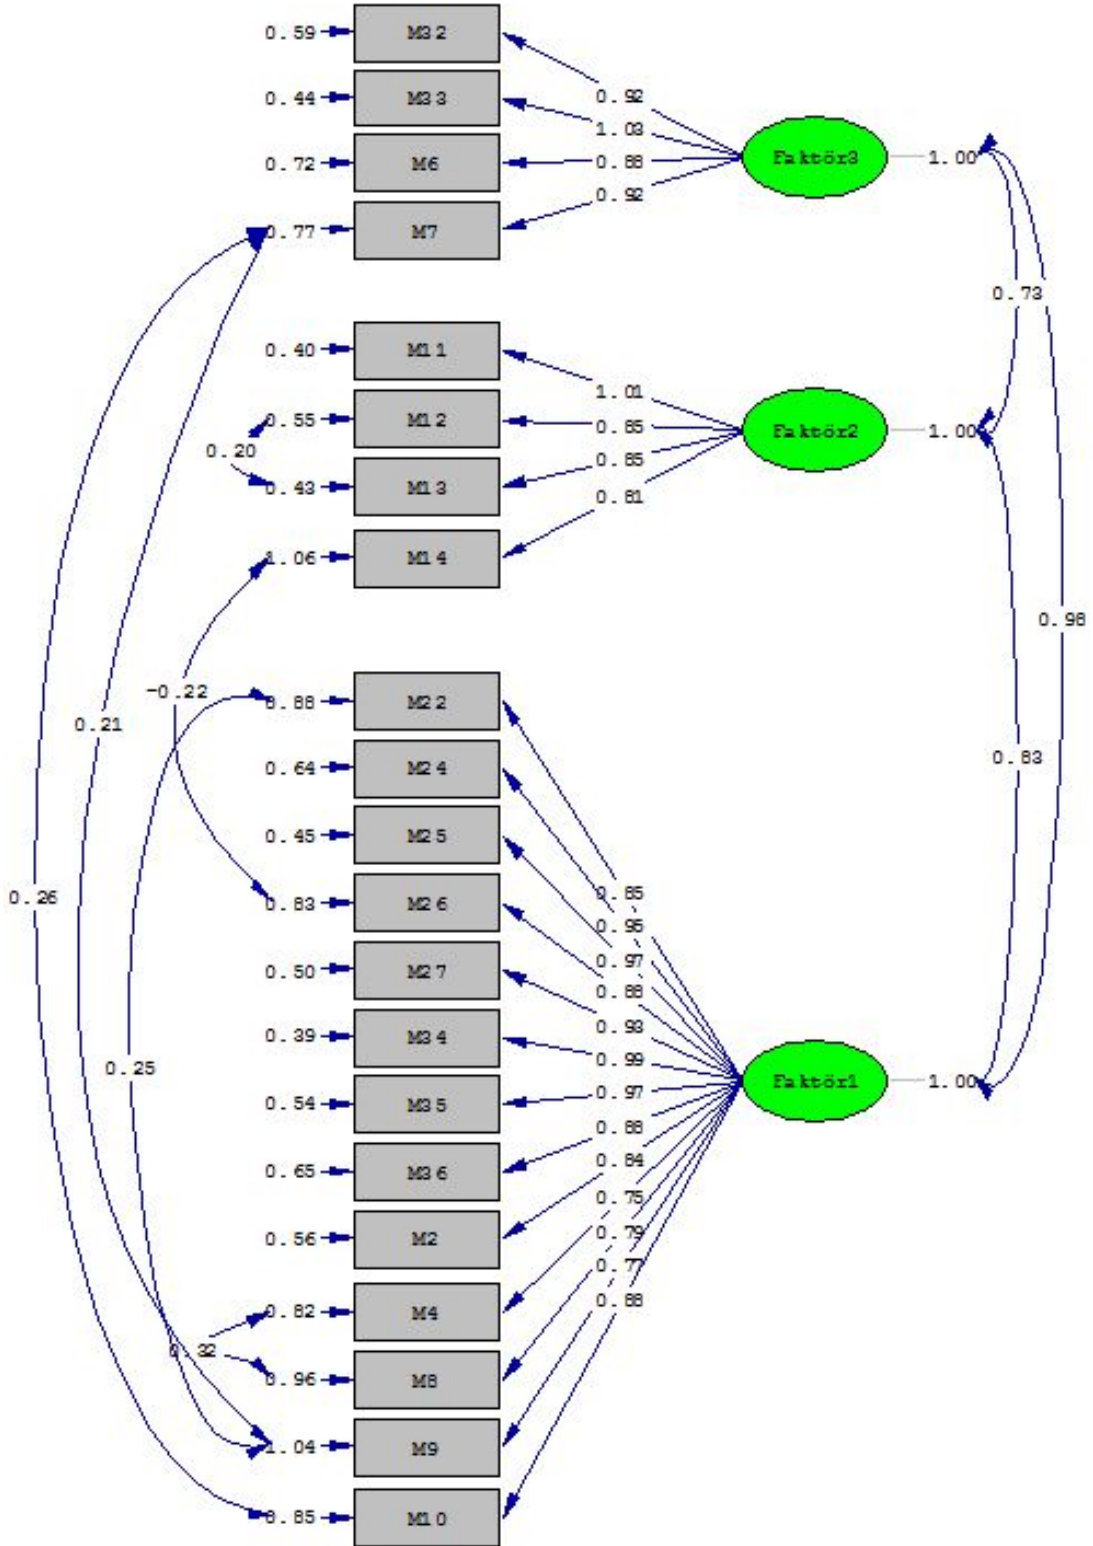 0.59 M32
0.92
0.44 M33
1.03
0.72 M6
0.88
Faktör3 1.00
0.92
0.77 M7
0.73
0.40 M11
1.01
0.55 M12
0.85
Faktör2 1.00
0.20
0.85
0.43 M13
0.81
1.06 M14
0.98
-0.22
0.21
0.88 M22
0.64 M24
0.83
0.45 M25
0.26
0.85
0.83 M26
0.95
0.97
0.50 M27
0.88
0.93
0.39 M34
0.99
0.25
Faktör1 1.00
0.54 M35
0.97
0.88
0.65 M36
0.84
0.75
0.56 M2
0.79
0.77
0.82 M4
0.88
0.32
0.96 M8
1.04 M9
0.85 M10